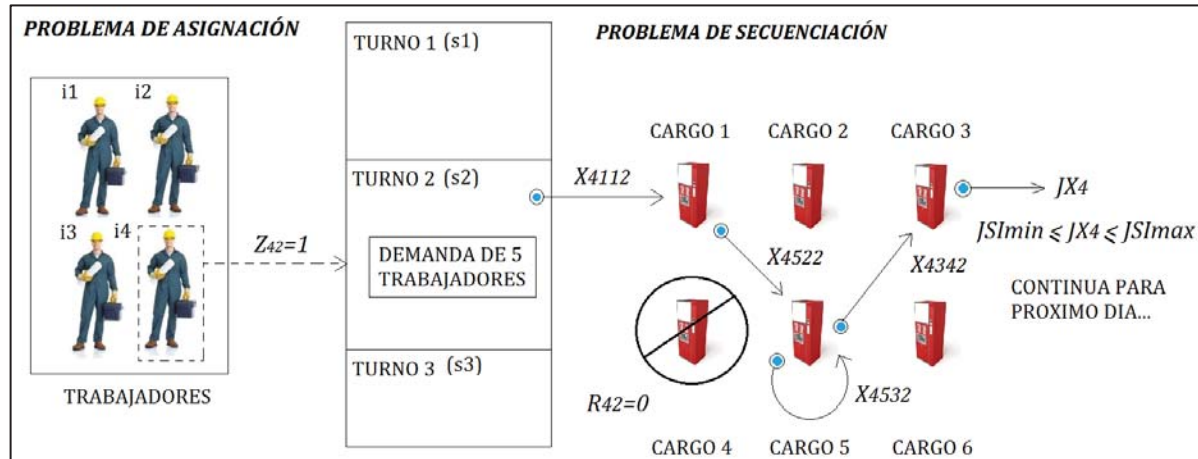 PROBLEMA DE ASIGNACIÓN
i1
i2
i3
i4
TRABAJADORES
Z42=1
TURNO 1 (s1)
TURNO 2 (s2)
DEMANDA DE 5
TRABAJADORES
TURNO 3 (s3)
PROBLEMA DE SECUENCIACIÓN
CARGO 1
CARGO 2
CARGO 3
X4112
JX4
JSImin ⩽ JX4 ⩽ JSImax
X4522
X4342
CONTINUA PARA
PROXIMO DIA...
R42=0
X4532
CARGO 4
CARGO 5
CARGO 6